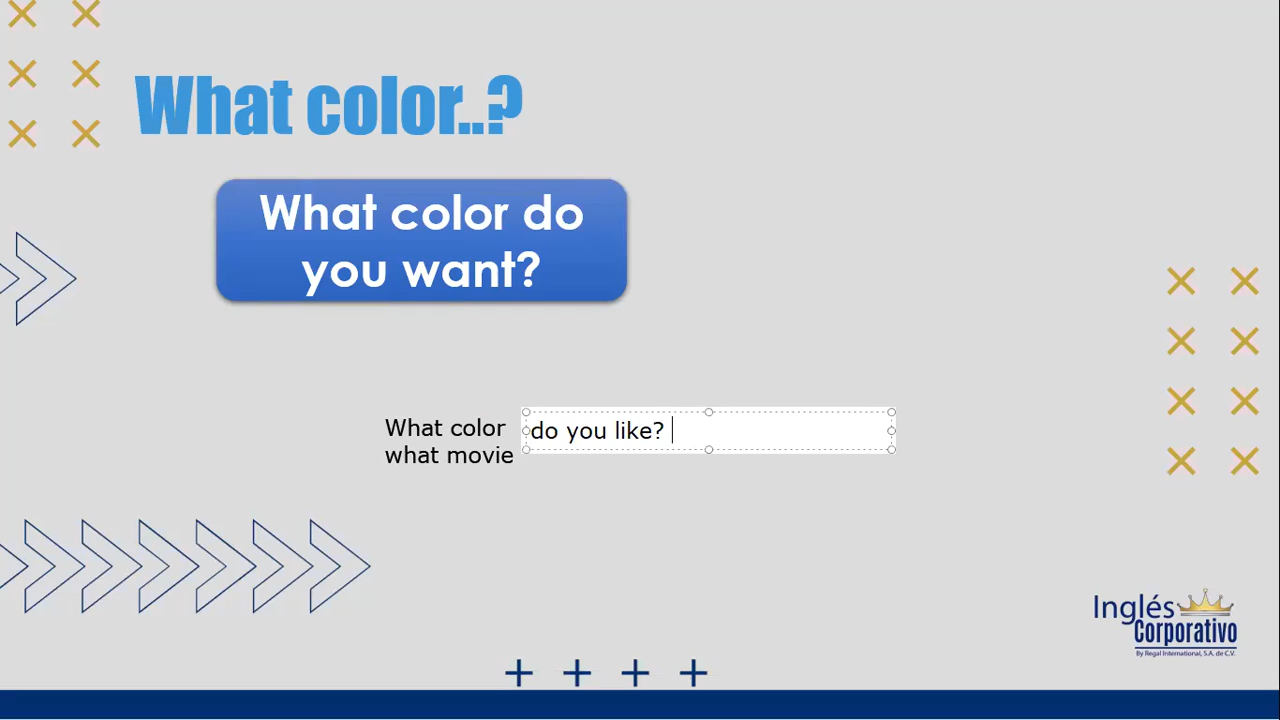 What color..?
What color do
you want?
What color
what movie
do you like?
Inglés
Corporativo
By Regal International, S.A. de C.V.